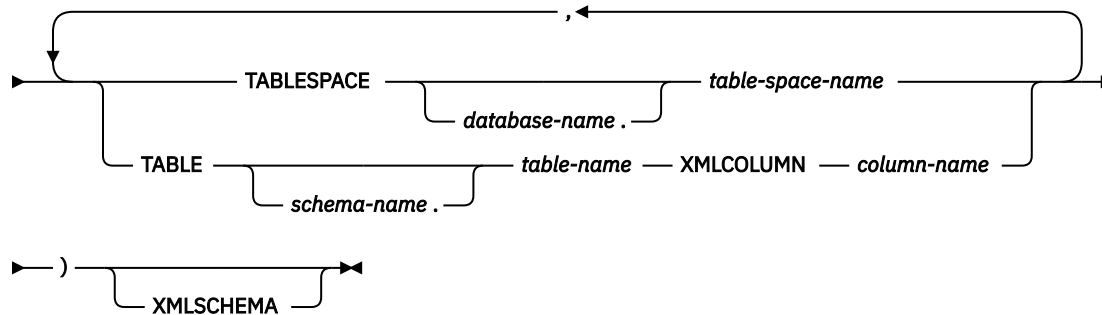 ,
TABLESPACE table-space-name
database-name .
TABLE table-name XMLCOLUMN column-name
schema-name .
)
XMLSCHEMA